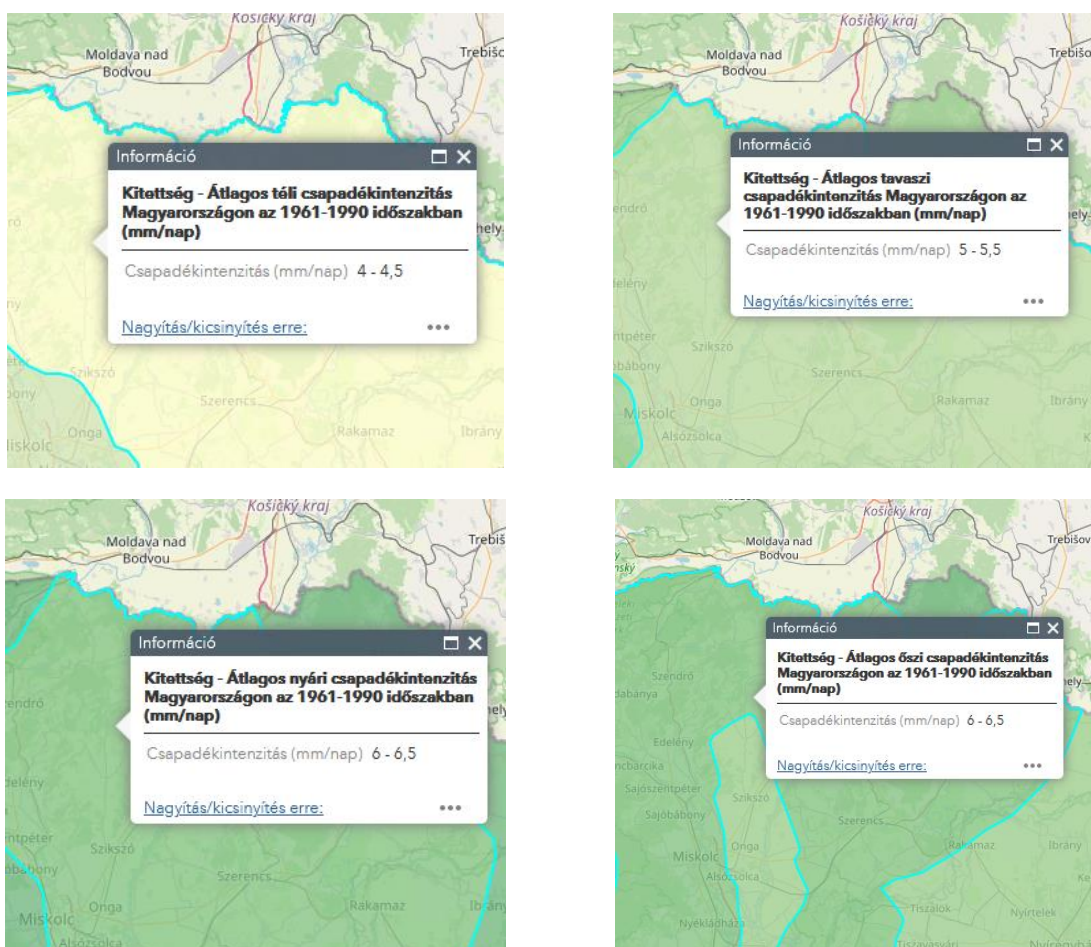 Košický kraj
Moldava nad
Bodvou
Információ
Kitettség - Átlagos téli csapadékintenzitás
Magyarországon az 1961-1990 időszakban
(mm/nap)
Csapadékintenzitás (mm/nap) 4 - 4,5
Nagyítás/kicsinyítés erre:
Szikszó
Szerencs
Onga
Rakamaz
Ibrány
Košický kraj
Moldava nad
Bodvou
Információ
Kitettség - Átlagos tavaszi
csapadékintenzitás Magyarországon az
1961-1990 időszakban (mm/nap)
Csapadékintenzitás (mm/nap) 5 - 5,5
Nagyítás/kicsinyítés erre:
Szikszó
Szerencs
Miskolc
Onga
Rakamaz
Ibrány
Alsózsolca
Košický kraj
Moldava nad
Bodvou
Információ
Kitettség - Átlagos nyári csapadékintenzitás
Magyarországon az 1961-1990 időszakban
(mm/nap)
Csapadékintenzitás (mm/nap) 6 - 6,5
Nagyítás/kicsinyítés erre:
Szikszó
Szerencs
Onga
Rakamaz
Miskolc
Alsózsolca
Košický kraj
Moldava nad
Bodvou
Trebišov
Információ
Kitettség - Átlagos őszi csapadékintenzitás
Magyarországon az 1961-1990 időszakban
(mm/nap)
Szendrő
Csapadékintenzitás (mm/nap) 6 - 6,5
Edelény
Nagyítás/kicsinyítés erre:
Sajószentpéter
Szikszó
Sajóbábony
Szerencs
Onga
Rakamaz
Ibrány
Miskolc
Alsózsolca
Tiszalök
Nyírtelek
Nyékládháza
Tiszavasvári